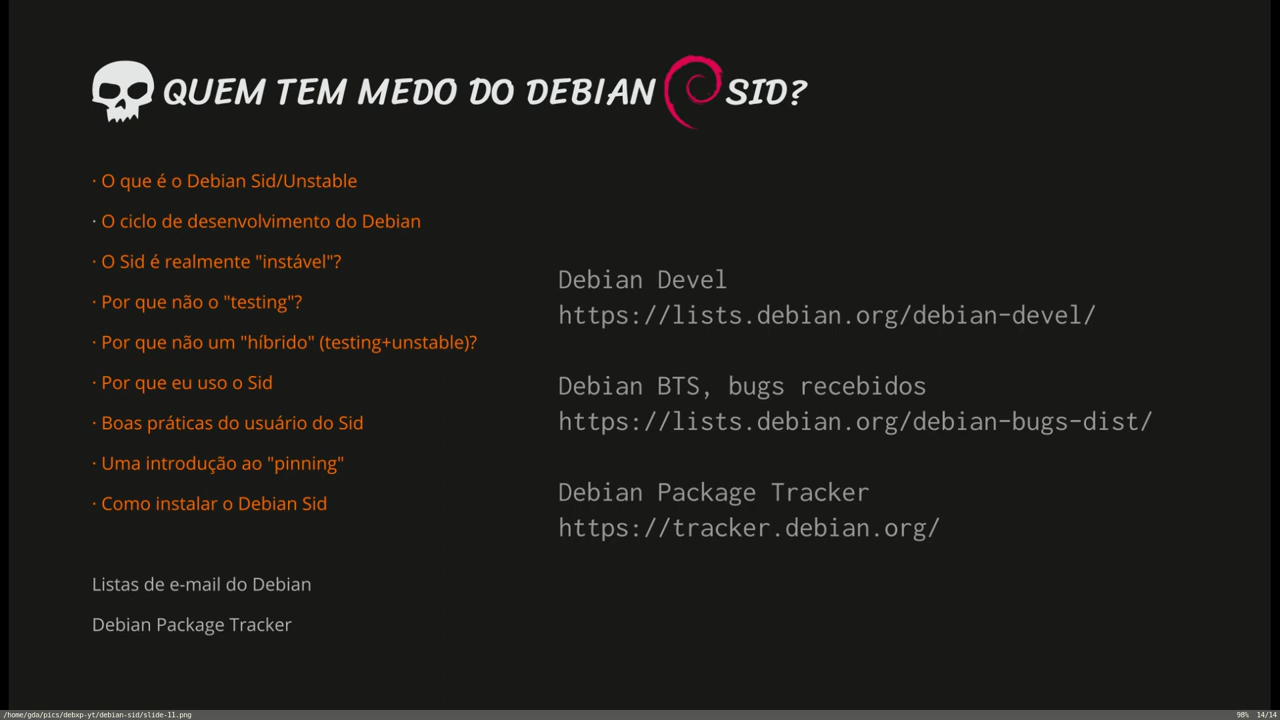 QUEM TEM MEDO DO DEBIAN SID?
· O que é o Debian Sid/Unstable
· O ciclo de desenvolvimento do Debian
· O Sid é realmente "instável"?
· Por que não o "testing"?
· Por que não um "híbrido" (testing+unstable)?
· Por que eu uso o Sid
· Boas práticas do usuário do Sid
· Uma introdução ao "pinning"
· Como instalar o Debian Sid
Listas de e-mail do Debian
Debian Package Tracker
Debian Devel
https://lists.debian.org/debian-devel/
Debian BTS, bugs recebidos
https://lists.debian.org/debian-bugs-dist/
Debian Package Tracker
https://tracker.debian.org/
/home/gda/pics/debxp-yt/debian-sid/slide-11.png
98% 14/14